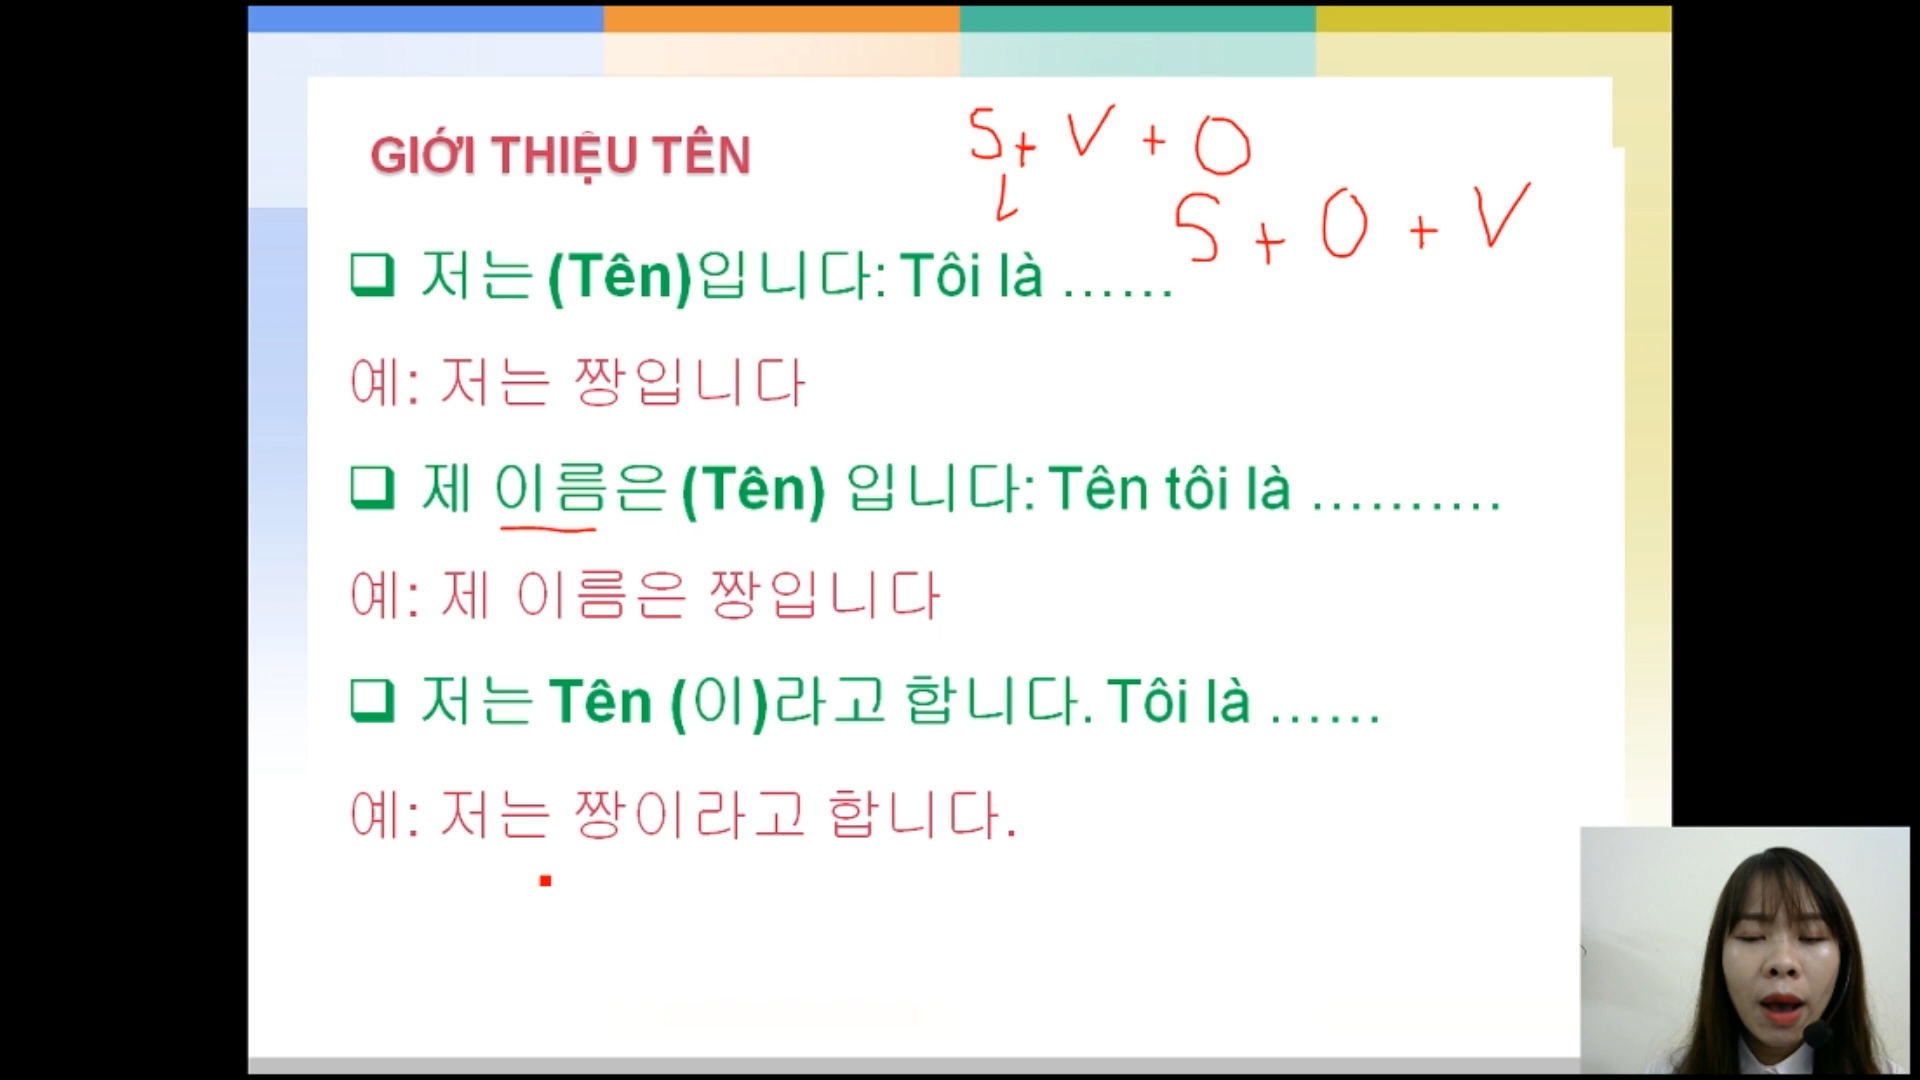 GIỚI THIỆU TÊN
S + V + O
S + O + V
❑ 저는 (Tên)입니다: Tôi là ......
예: 저는 짱입니다
❑ 제 이름은 (Tên) 입니다: Tên tôi là ..........
예: 제 이름은 짱입니다
❑ 저는 Tên (이)라고 합니다. Tôi là ......
예: 저는 짱이라고 합니다.